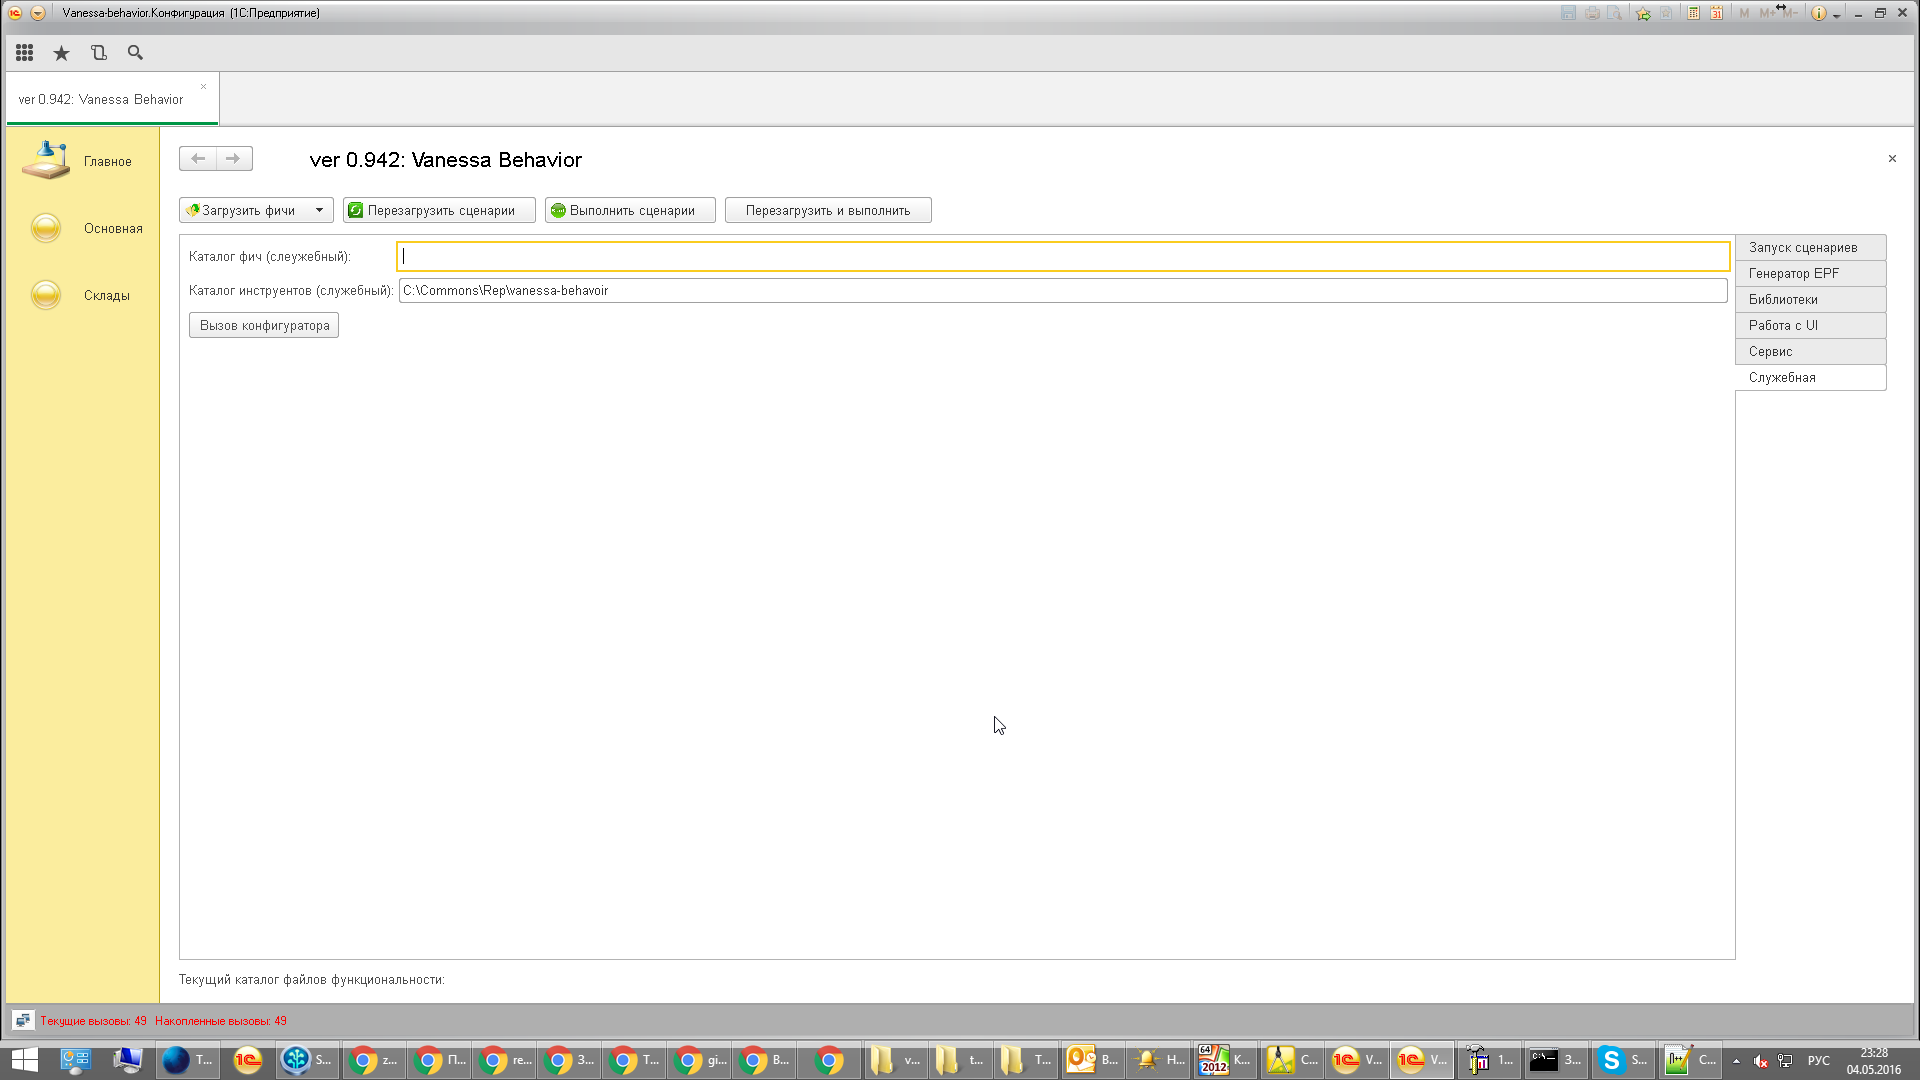 Vanessa-behavior.Конфигурация (1С:Предприятие)
M M+ M-
ver 0.942: Vanessa Behavior
Главное
Основная
Склады
ver 0.942: Vanessa Behavior
Загрузить фичи
Перезагрузить сценарии
Выполнить сценарии
Перезагрузить и выполнить
Каталог фич (слеужебный):
Каталог инструентов (служебный): C:\Commons\Rep\vanessa-behavoir
Вызов конфигуратора
Запуск сценариев
Генератор EPF
Библиотеки
Работа с UI
Сервис
Служебная
Текущий каталог файлов функциональности:
Текущие вызовы: 49 Накопленные вызовы: 49
T... S... z... П... re... З... T... gi... B... v... t... T... B... Н... 64 2012 K... C... V... V... 1... З... S... C... РУС
23:28
04.05.2016